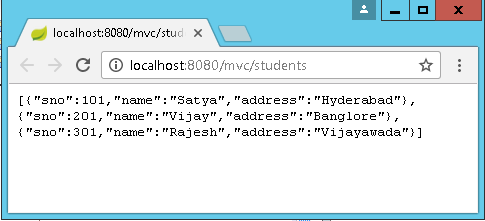 localhost:8080/mvc/stud
localhost:8080/mvc/students
[{"sno":101,"name":"Satya","address":"Hyderabad"},
{"sno":201,"name":"Vijay","address":"Banglore"},
{"sno":301,"name":"Rajesh","address":"Vijayawada"}]